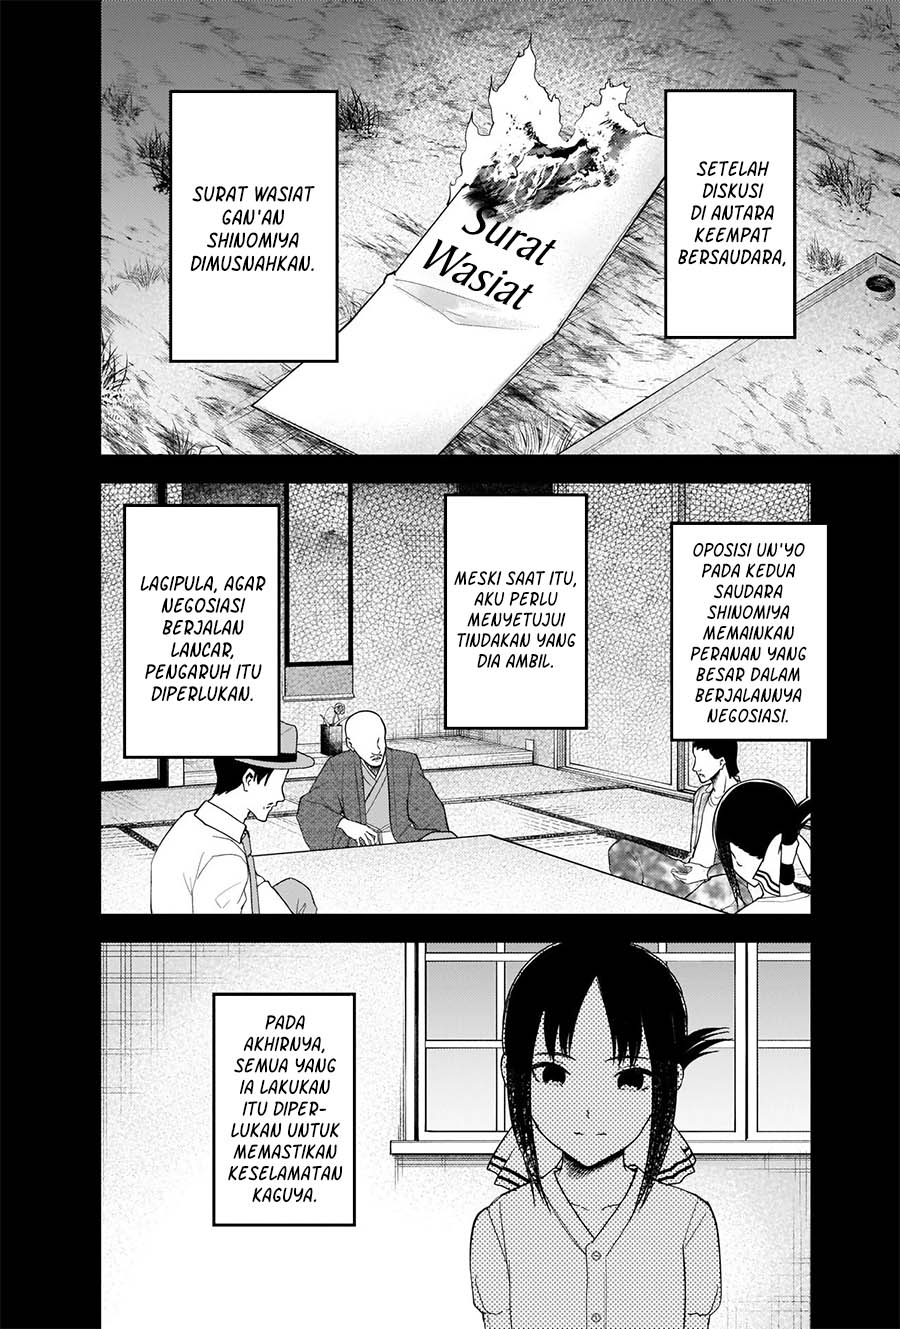 SETELAH
DISKUSI
DI ANTARA
KEEMPAT
BERSAUDARA,
Surat
Wasiat
SURAT WASIAT
GAN'AN
SHINOMIYA
DIMUSNAHKAN.
OPOSISI UN'YO
PADA KEDUA
SAUDARA
SHINOMIYA
MEMAINKAN
PERANAN YANG
BESAR DALAM
BERJALANNYA
NEGOSIASI.
MESKI SAAT ITU,
AKU PERLU
MENYETUJUI
TINDAKAN YANG
DIA AMBIL.
LAGIPULA, AGAR
NEGOSIASI
BERJALAN
LANCAR,
PENGARUH ITU
DIPERLUKAN.
PADA
AKHIRNYA,
SEMUA YANG
IA LAKUKAN
ITU DIPER-
LUKAN UNTUK
MEMASTIKAN
KESELAMATAN
KAGUYA.